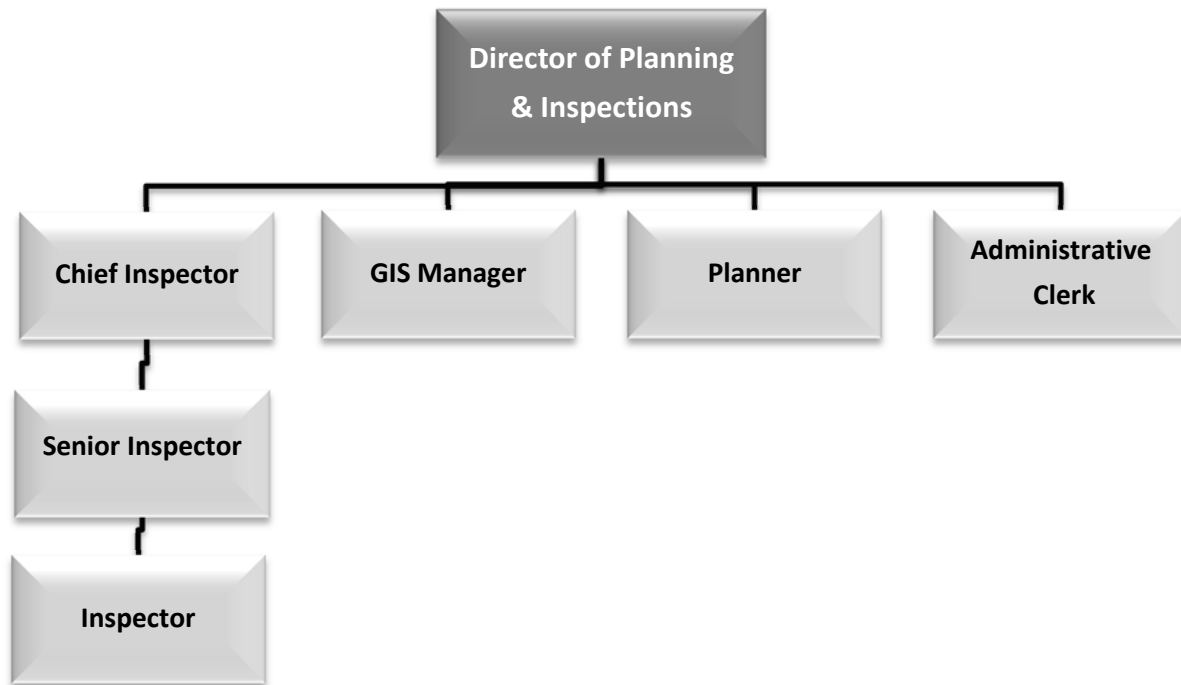 Director of Planning
& Inspections
Chief Inspector
GIS Manager
Planner
Administrative
Clerk
Senior Inspector
Inspector